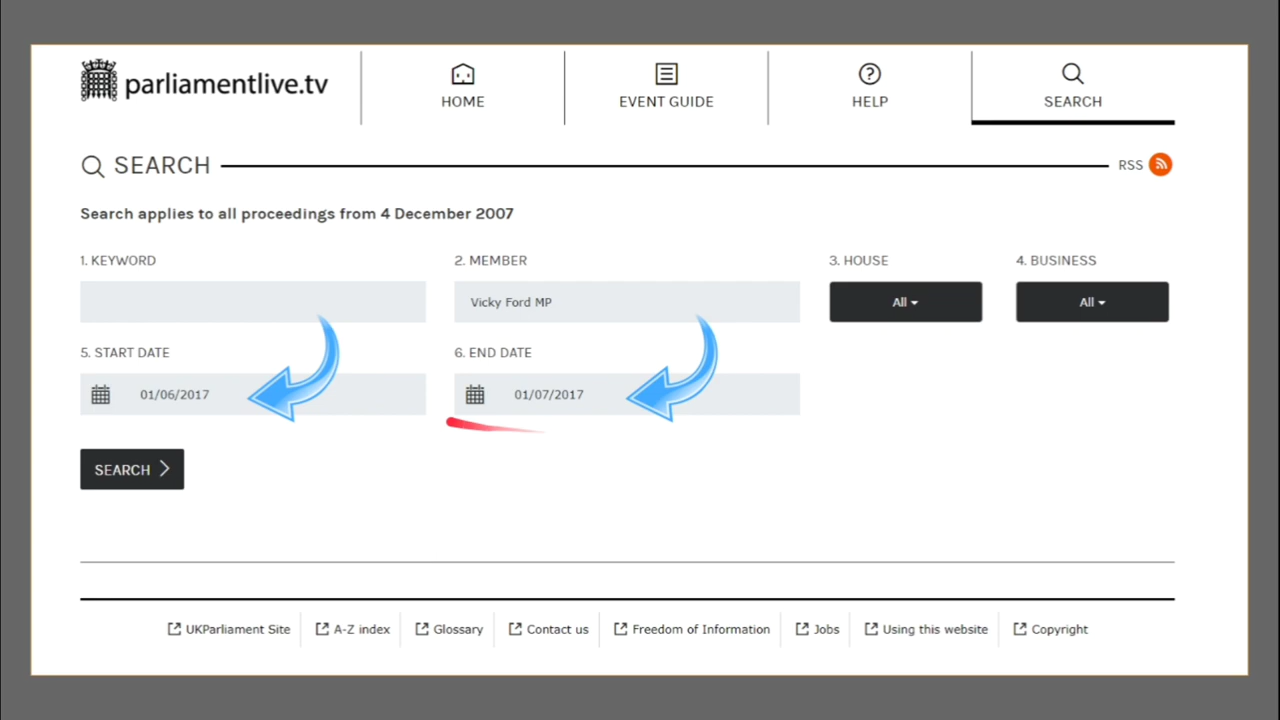 parliamentlive.tv
HOME
EVENT GUIDE
HELP
SEARCH
SEARCH
RSS
Search applies to all proceedings from 4 December 2007
1. KEYWORD
2. MEMBER
3. HOUSE
4. BUSINESS
Vicky Ford MP
All
All
5. START DATE
6. END DATE
01/06/2017
01/07/2017
SEARCH
UKParliament Site
A-Z index
Glossary
Contact us
Freedom of Information
Jobs
Using this website
Copyright